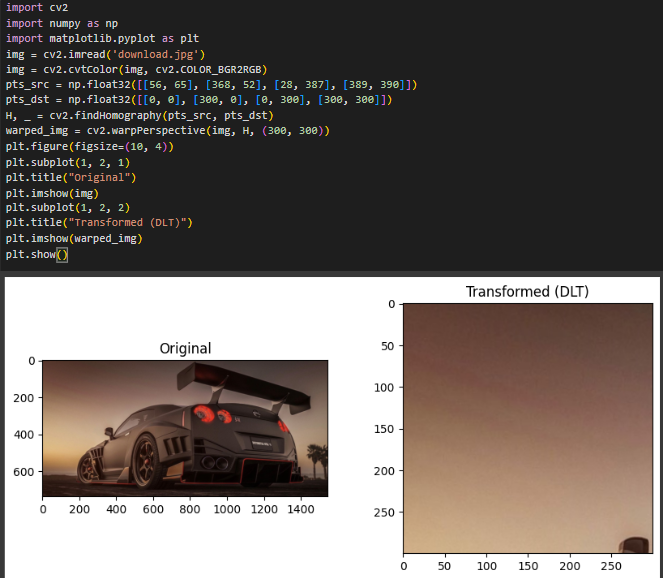 import cv2
import numpy as np
import matplotlib.pyplot as plt
img = cv2.imread('download.jpg')
img = cv2.cvtColor(img, cv2.COLOR_BGR2RGB)
pts_src = np.float32([[56, 65], [368, 52], [28, 387], [389, 390]])
pts_dst = np.float32([[0, 0], [300, 0], [0, 300], [300, 300]])
H, _ = cv2.findHomography(pts_src, pts_dst)
warped_img = cv2.warpPerspective(img, H, (300, 300))
plt.figure(figsize=(10, 4))
plt.subplot(1, 2, 1)
plt.title("Original")
plt.imshow(img)
plt.subplot(1, 2, 2)
plt.title("Transformed (DLT)")
plt.imshow(warped_img)
plt.show()
Original
0
200
400
600
0 200 400 600 800 1000 1200 1400
Transformed (DLT)
0
50
100
150
200
250
0 50 100 150 200 250